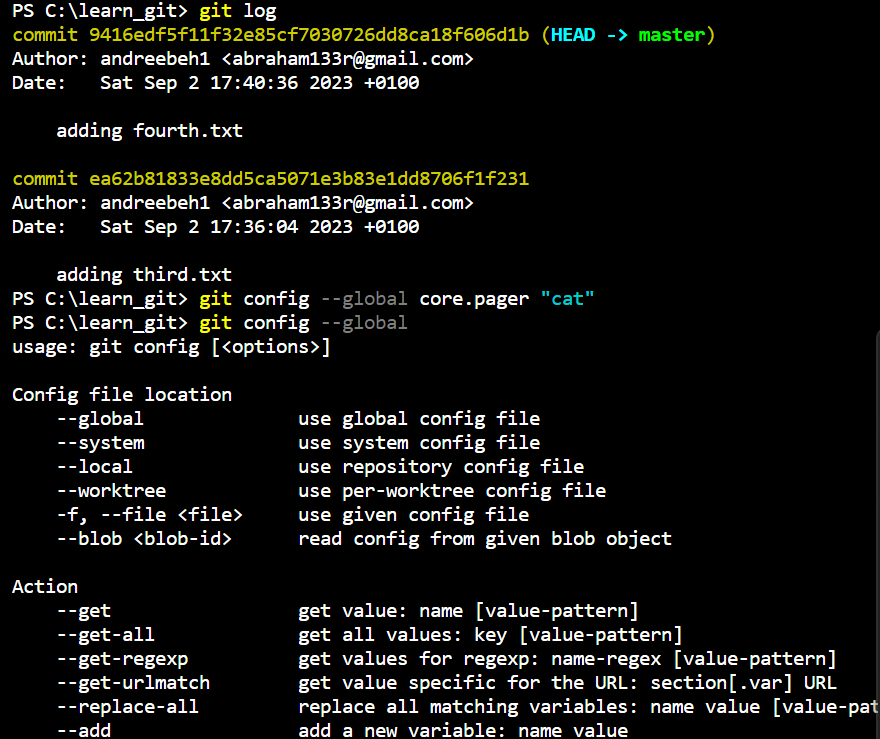 PS C:\learn_git> git log
commit 9416edf5f11f32e85cf7030726dd8ca18f606d1b (HEAD -> master)
Author: andreebeh1 <abraham133r@gmail.com>
Date:   Sat Sep 2 17:40:36 2023 +0100

    adding fourth.txt

commit ea62b81833e8dd5ca5071e3b83e1dd8706f1f231
Author: andreebeh1 <abraham133r@gmail.com>
Date:   Sat Sep 2 17:36:04 2023 +0100

    adding third.txt
PS C:\learn_git> git config --global core.pager "cat"
PS C:\learn_git> git config --global
usage: git config [<options>]

Config file location
    --global              use global config file
    --system              use system config file
    --local               use repository config file
    --worktree            use per-worktree config file
    -f, --file <file>     use given config file
    --blob <blob-id>      read config from given blob object

Action
    --get                 get value: name [value-pattern]
    --get-all             get all values: key [value-pattern]
    --get-regexp          get values for regexp: name-regex [value-pattern]
    --get-urlmatch        get value specific for the URL: section[.var] URL
    --replace-all         replace all matching variables: name value [value-pat
    --add                 add a new variable: name value